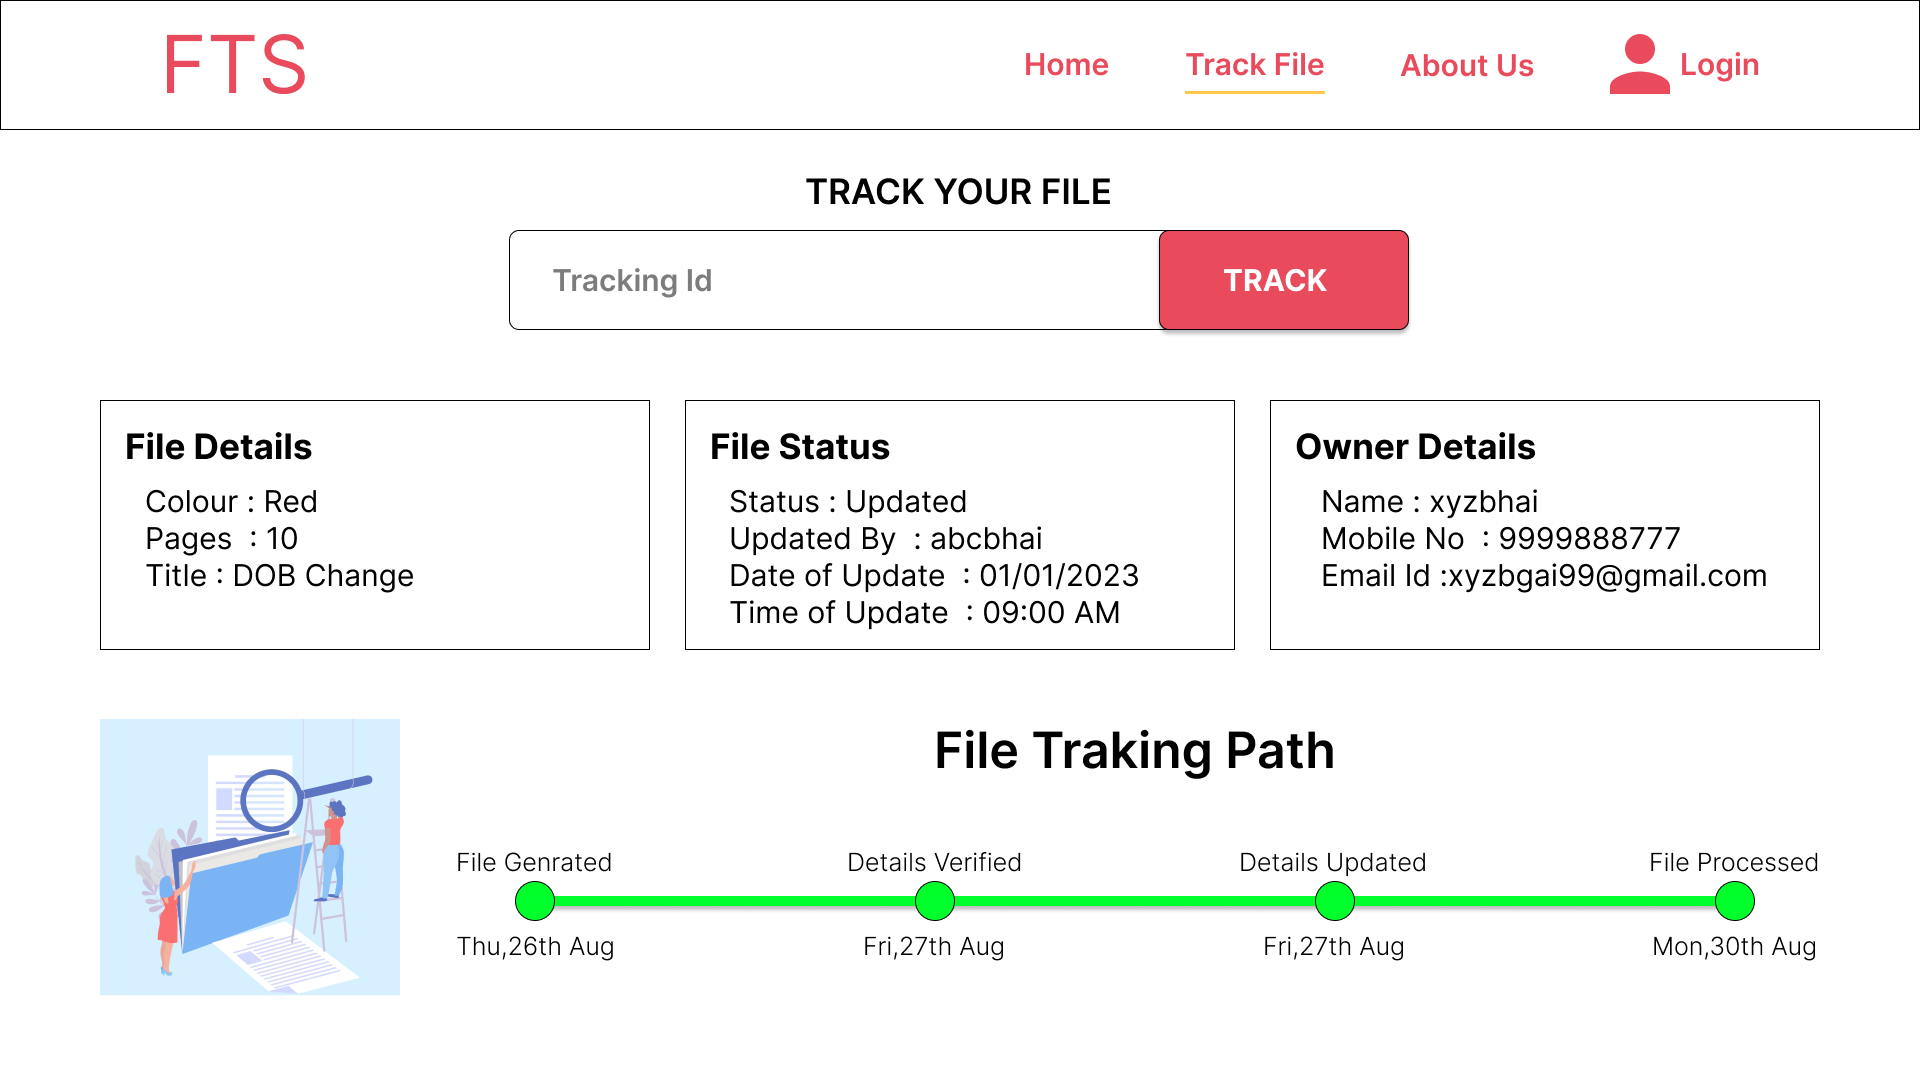 FTS
Home
Track File
About Us
Login
TRACK YOUR FILE
Tracking Id
TRACK
File Details
Colour : Red
Pages  : 10
Title : DOB Change
File Status
Status : Updated
Updated By  : abcbhai
Date of Update  : 01/01/2023
Time of Update  : 09:00 AM
Owner Details
Name : xyzbhai
Mobile No  : 9999888777
Email Id :xyzbgai99@gmail.com
File Traking Path
File Genrated
Details Verified
Details Updated
File Processed
Thu,26th Aug
Fri,27th Aug
Fri,27th Aug
Mon,30th Aug